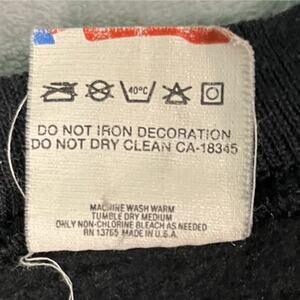 40°C
DO NOT IRON DECORATION
DO NOT DRY CLEAN CA-18345
MACHINE WASH WARM
TUMBLE DRY MEDIUM
ONLY NON-CHLORINE BLEACH AS NEEDED
RN 13765 MADE IN U.S.A.